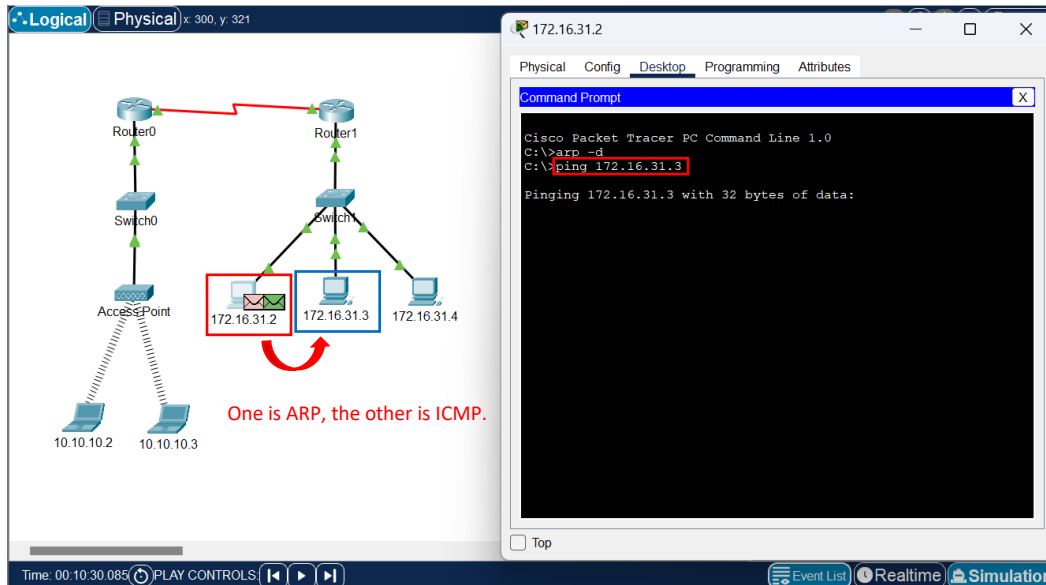 Logical
Physical
x: 300, y: 321
172.16.31.2
Physical Config Desktop Programming Attributes
Command Prompt
X
Cisco Packet Tracer PC Command Line 1.0
C:\>arp -d
C:\>ping 172.16.31.3
Pinging 172.16.31.3 with 32 bytes of data:
Router0
Router1
Switch0
Switch1
Access Point
172.16.31.2
172.16.31.3
172.16.31.4
One is ARP, the other is ICMP.
10.10.10.2
10.10.10.3
Top
Time: 00:10:30.085
PLAY CONTROLS:
Event List
Realtime
Simulation